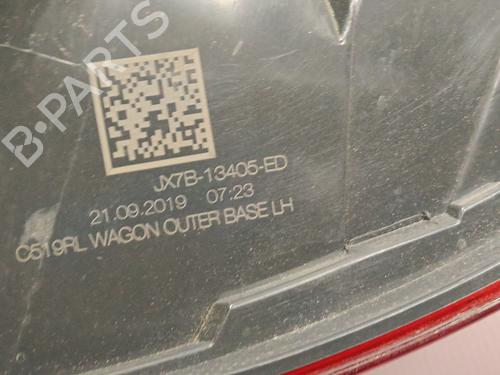 B-PARTS
JX7B-13405-ED
21.09.2019 07:23
C519RL WAGON OUTER BASE LH